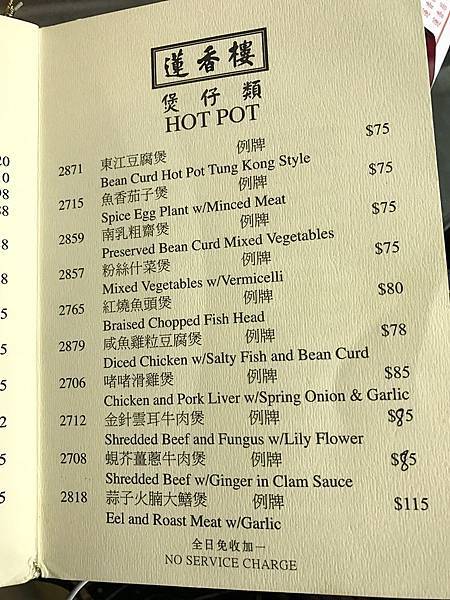 蓮香樓
煲仔類
HOT POT
2871 東江豆腐煲 例牌 $75
Bean Curd Hot Pot Tung Kong Style
2715 魚香茄子煲 例牌 $75
Spice Egg Plant w/Minced Meat
2859 南乳粗齋煲 例牌 $75
Preserved Bean Curd Mixed Vegetables
2857 粉絲什菜煲 例牌 $75
Mixed Vegetables w/Vermicelli
2765 紅燒魚頭煲 例牌 $80
Braised Chopped Fish Head
2879 咸魚雞粒豆腐煲 例牌 $78
Diced Chicken w/Salty Fish and Bean Curd
2706 啫啫滑雞煲 例牌 $85
Chicken and Pork Liver w/Spring Onion & Garlic
2712 金針雲耳牛肉煲 例牌 $85
Shredded Beef and Fungus w/Lily Flower
2708 蜆芥薑蔥牛肉煲 例牌 $85
Shredded Beef w/Ginger in Clam Sauce
2818 蒜子火腩大鱔煲 例牌 $115
Eel and Roast Meat w/Garlic
全日免收加一
NO SERVICE CHARGE